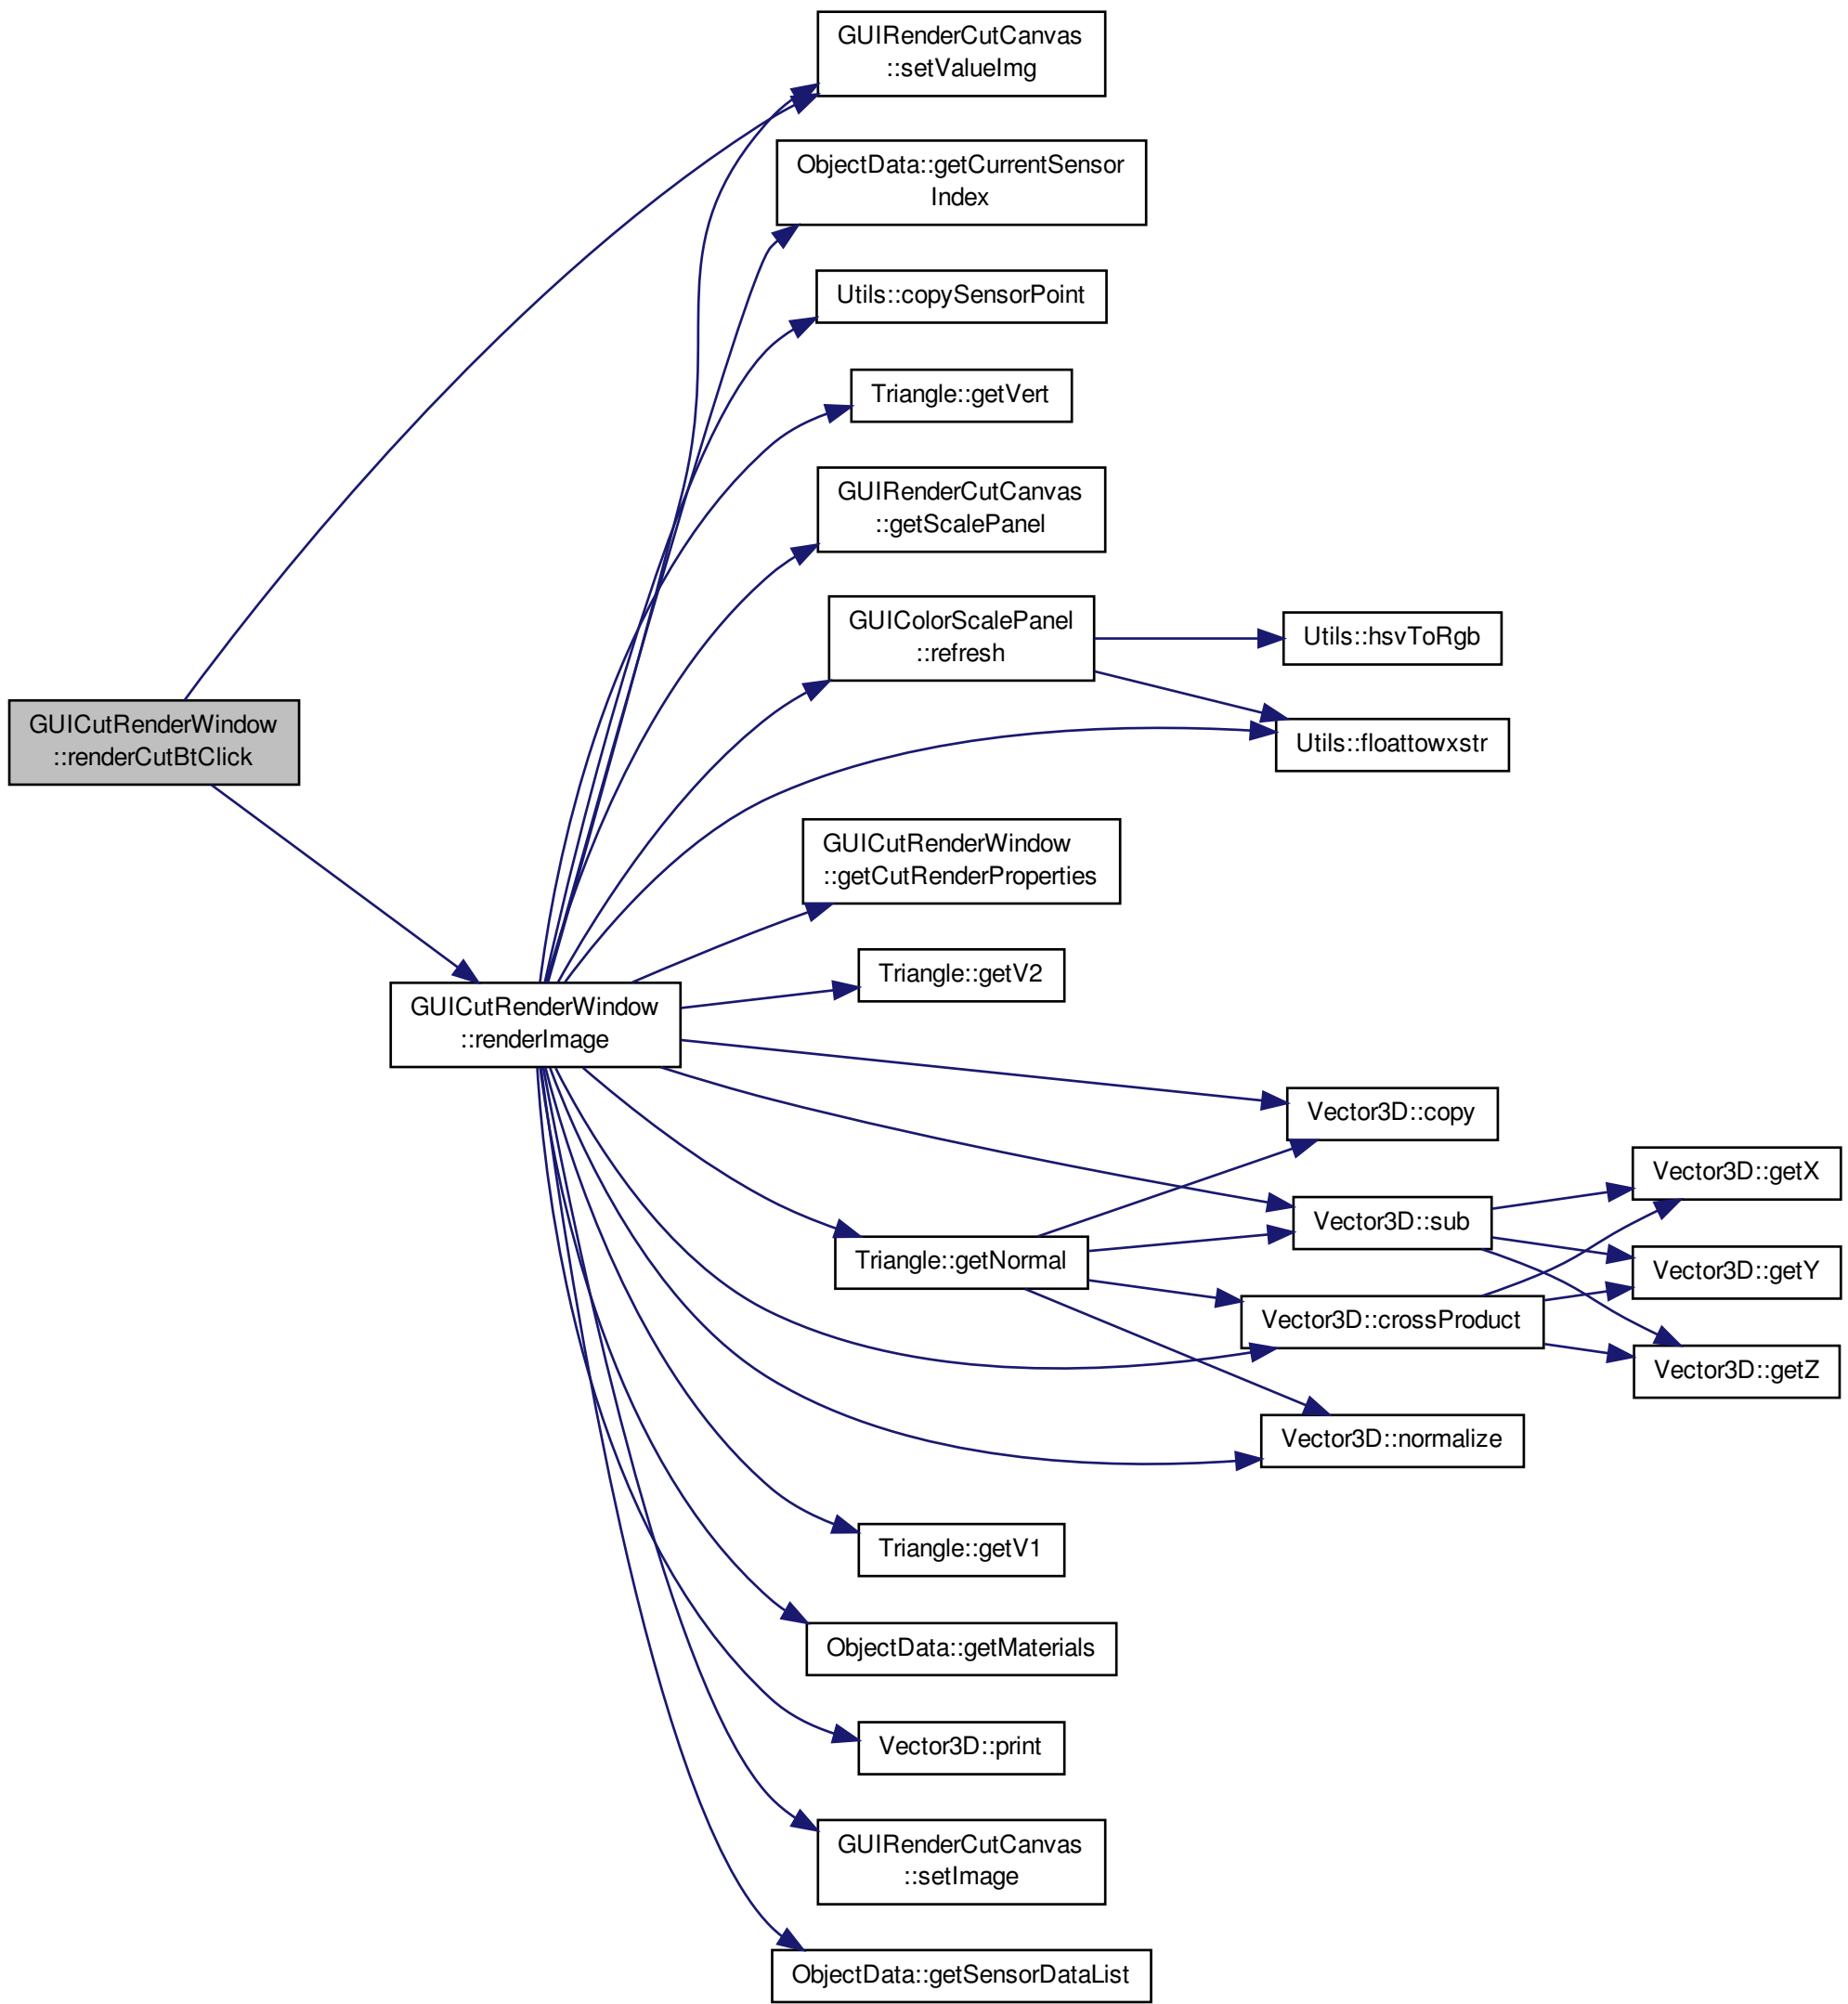 GUIRenderCutCanvas
::setValueImg
ObjectData::getCurrentSensor
Index
Utils::copySensorPoint
Triangle::getVert
GUIRenderCutCanvas
::getScalePanel
GUIColorScalePanel
::refresh
Utils::hsvToRgb
Utils::floattowxstr
GUICutRenderWindow
::renderCutBtClick
GUICutRenderWindow
::getCutRenderProperties
Triangle::getV2
GUICutRenderWindow
::renderImage
Vector3D::copy
Vector3D::getX
Vector3D::sub
Triangle::getNormal
Vector3D::getY
Vector3D::crossProduct
Vector3D::getZ
Vector3D::normalize
Triangle::getV1
ObjectData::getMaterials
Vector3D::print
GUIRenderCutCanvas
::setImage
ObjectData::getSensorDataList